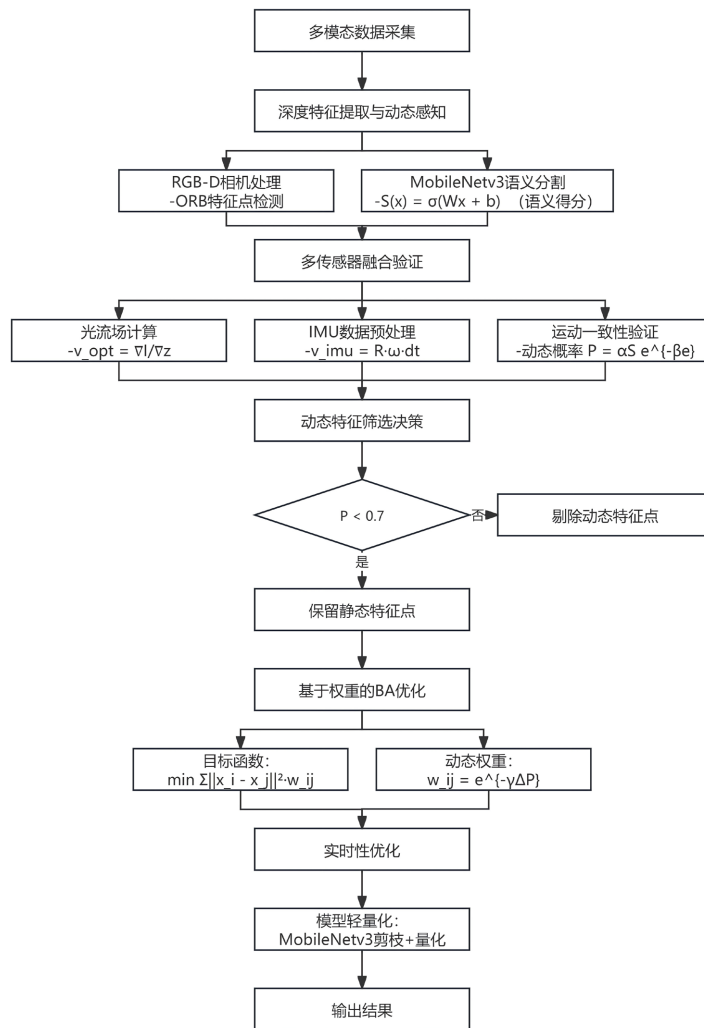 多模态数据采集
深度特征提取与动态感知
RGB-D相机处理
-ORB特征点检测
MobileNetv3语义分割
-S(x) = σ(Wx + b) （语义得分）
多传感器融合验证
光流场计算
-v_opt = ∇I/∇z
IMU数据预处理
-v_imu = R·ω·dt
运动一致性验证
-动态概率 P = αS e^{-βe}
动态特征筛选决策
P < 0.7
否
剔除动态特征点
是
保留静态特征点
基于权重的BA优化
目标函数：
min Σ||x_i - x_j||²·w_ij
动态权重：
w_ij = e^{-γΔP}
实时性优化
模型轻量化：
MobileNetv3剪枝+量化
输出结果